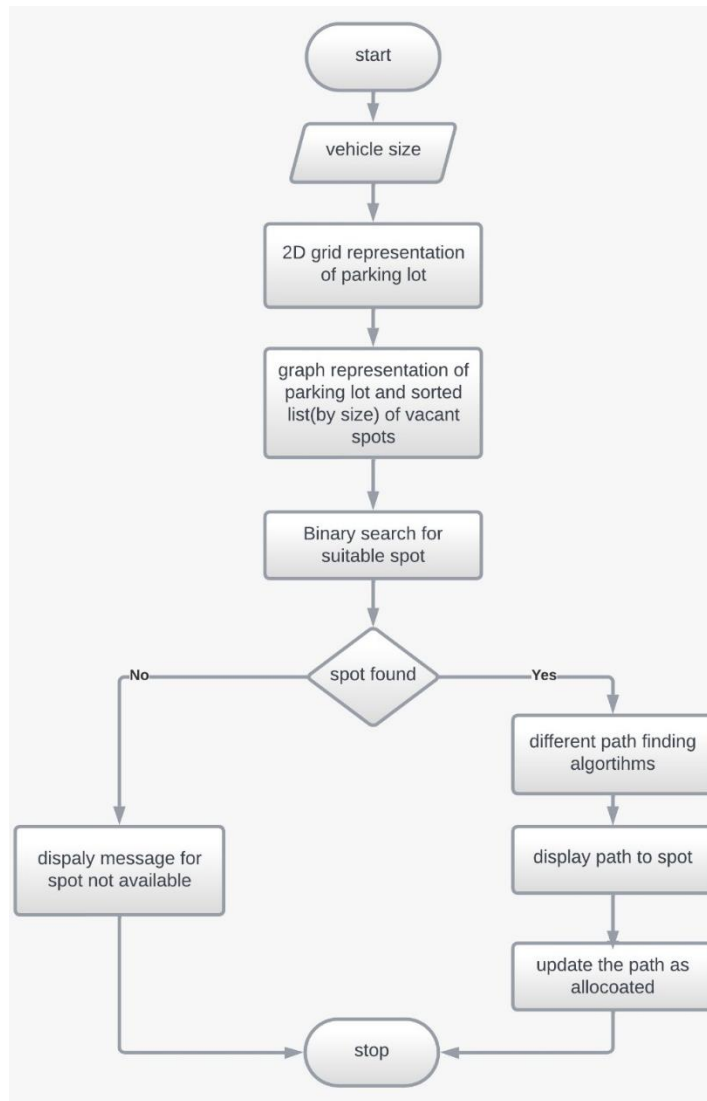 start
vehicle size
2D grid representation
of parking lot
graph representation of
parking lot and sorted
list(by size) of vacant
spots
Binary search for
suitable spot
spot found
No
Yes
different path finding
algortihms
dispaly message for
spot not available
display path to spot
update the path as
allocoated
stop